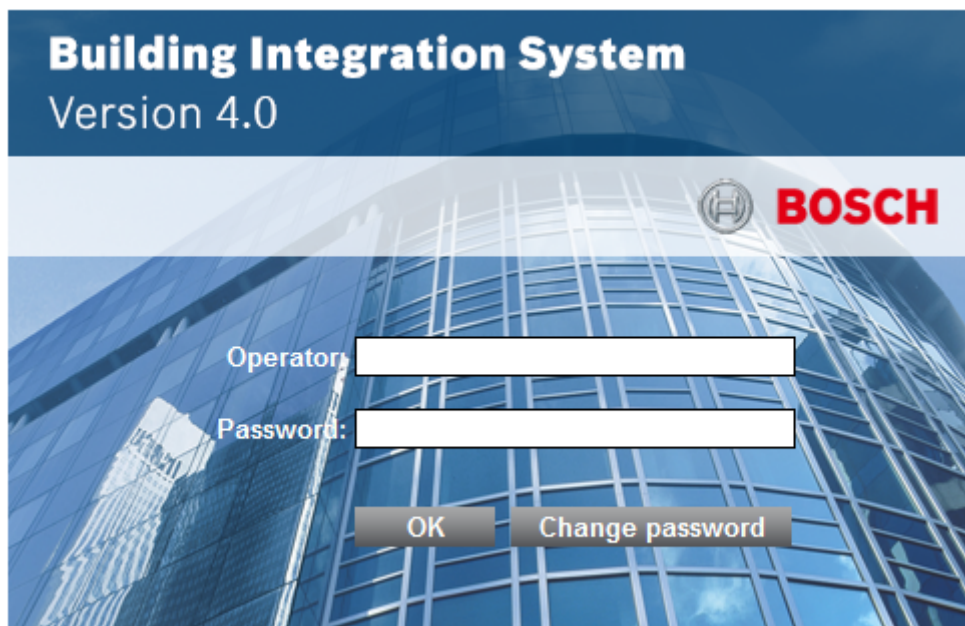 Building Integration System
Version 4.0
BOSCH
Operator:
Password:
OK Change password